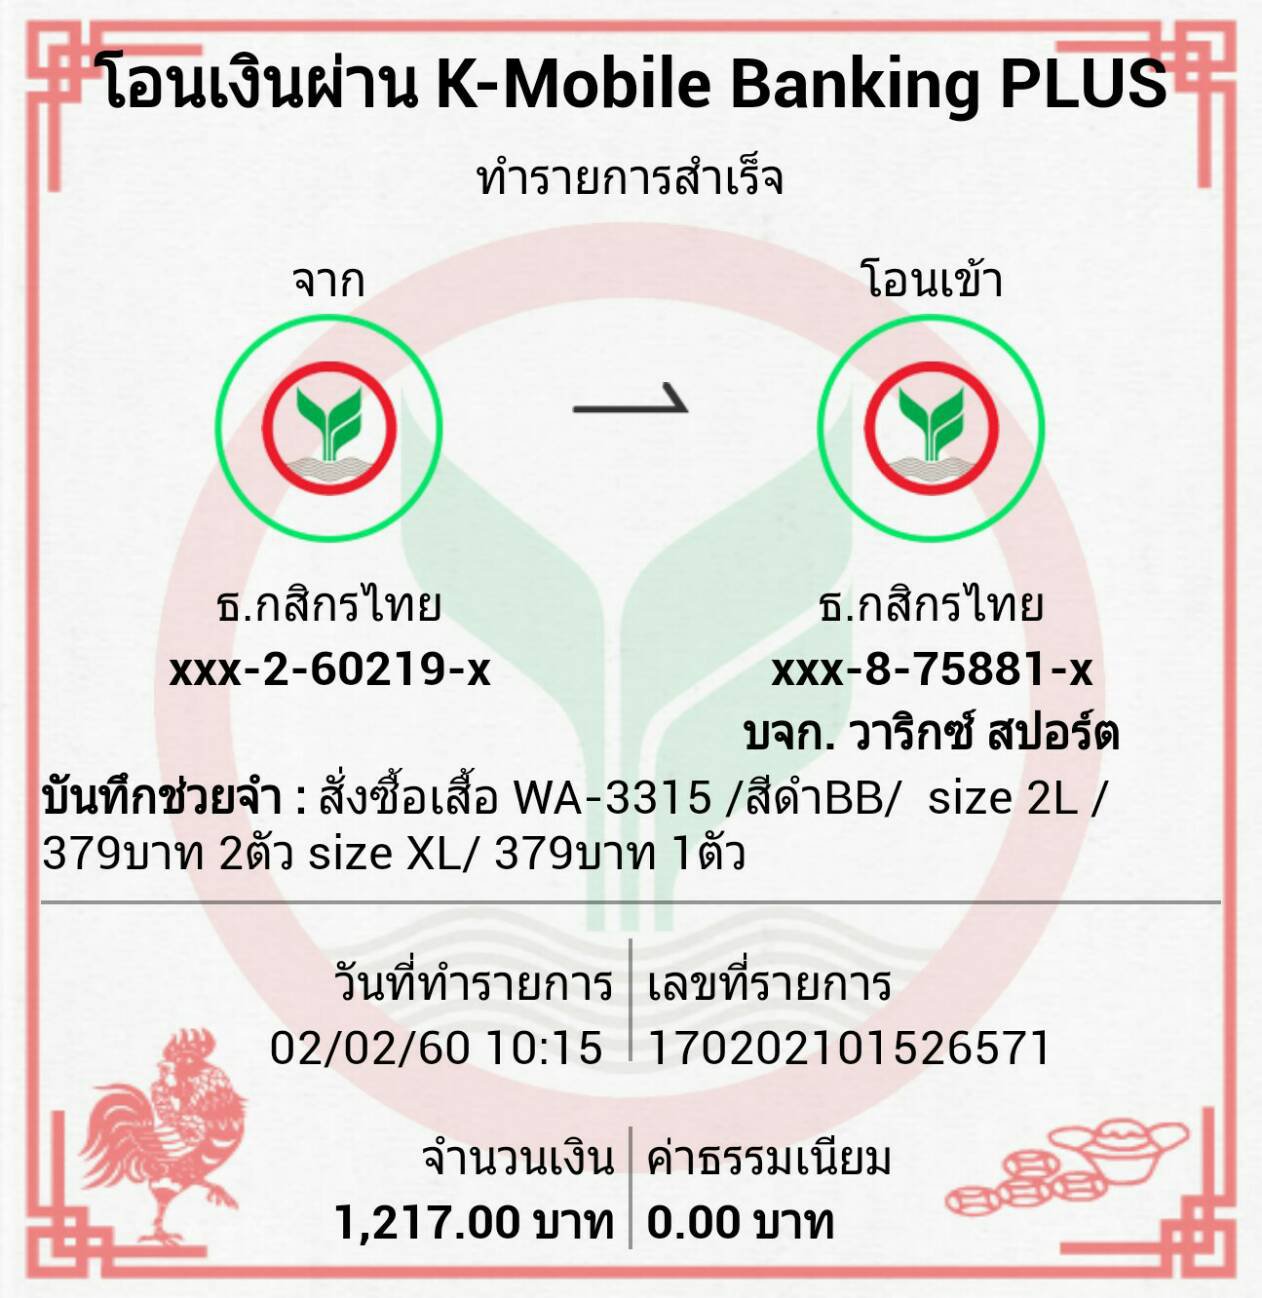 โอนเงินผ่าน K-Mobile Banking PLUS
ทำรายการสำเร็จ
จาก
โอนเข้า
ธ.กสิกรไทย
xxx-2-60219-x
ธ.กสิกรไทย
xxx-8-75881-x
บจก. วาริกซ์ สปอร์ต
บันทึกช่วยจำ : สั่งซื้อเสื้อ WA-3315 /สีดำBB/ size 2L /
379บาท 2ตัว size XL/ 379บาท 1ตัว
วันที่ทำรายการ
02/02/60 10:15
เลขที่รายการ
170202101526571
จำนวนเงิน
1,217.00 บาท
ค่าธรรมเนียม
0.00 บาท